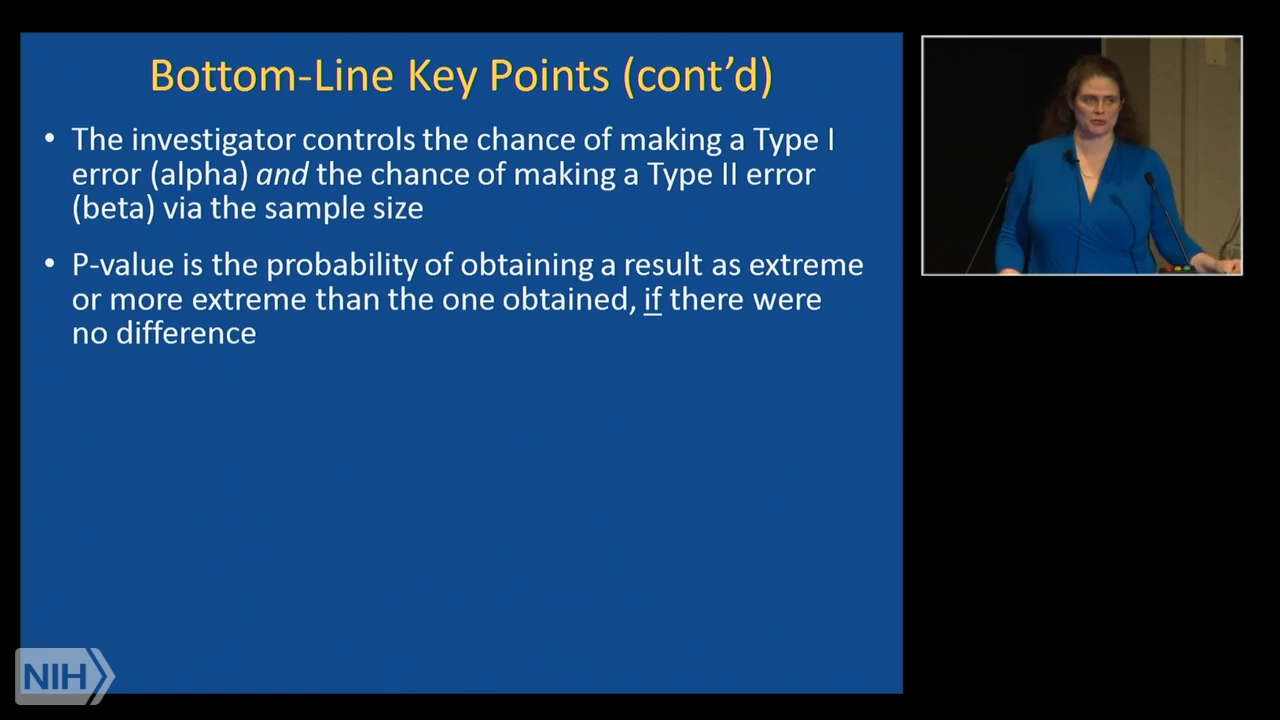 Bottom-Line Key Points (cont’d)
• The investigator controls the chance of making a Type I
error (alpha) and the chance of making a Type II error
(beta) via the sample size
• P-value is the probability of obtaining a result as extreme
or more extreme than the one obtained, if there were
no difference
NIH